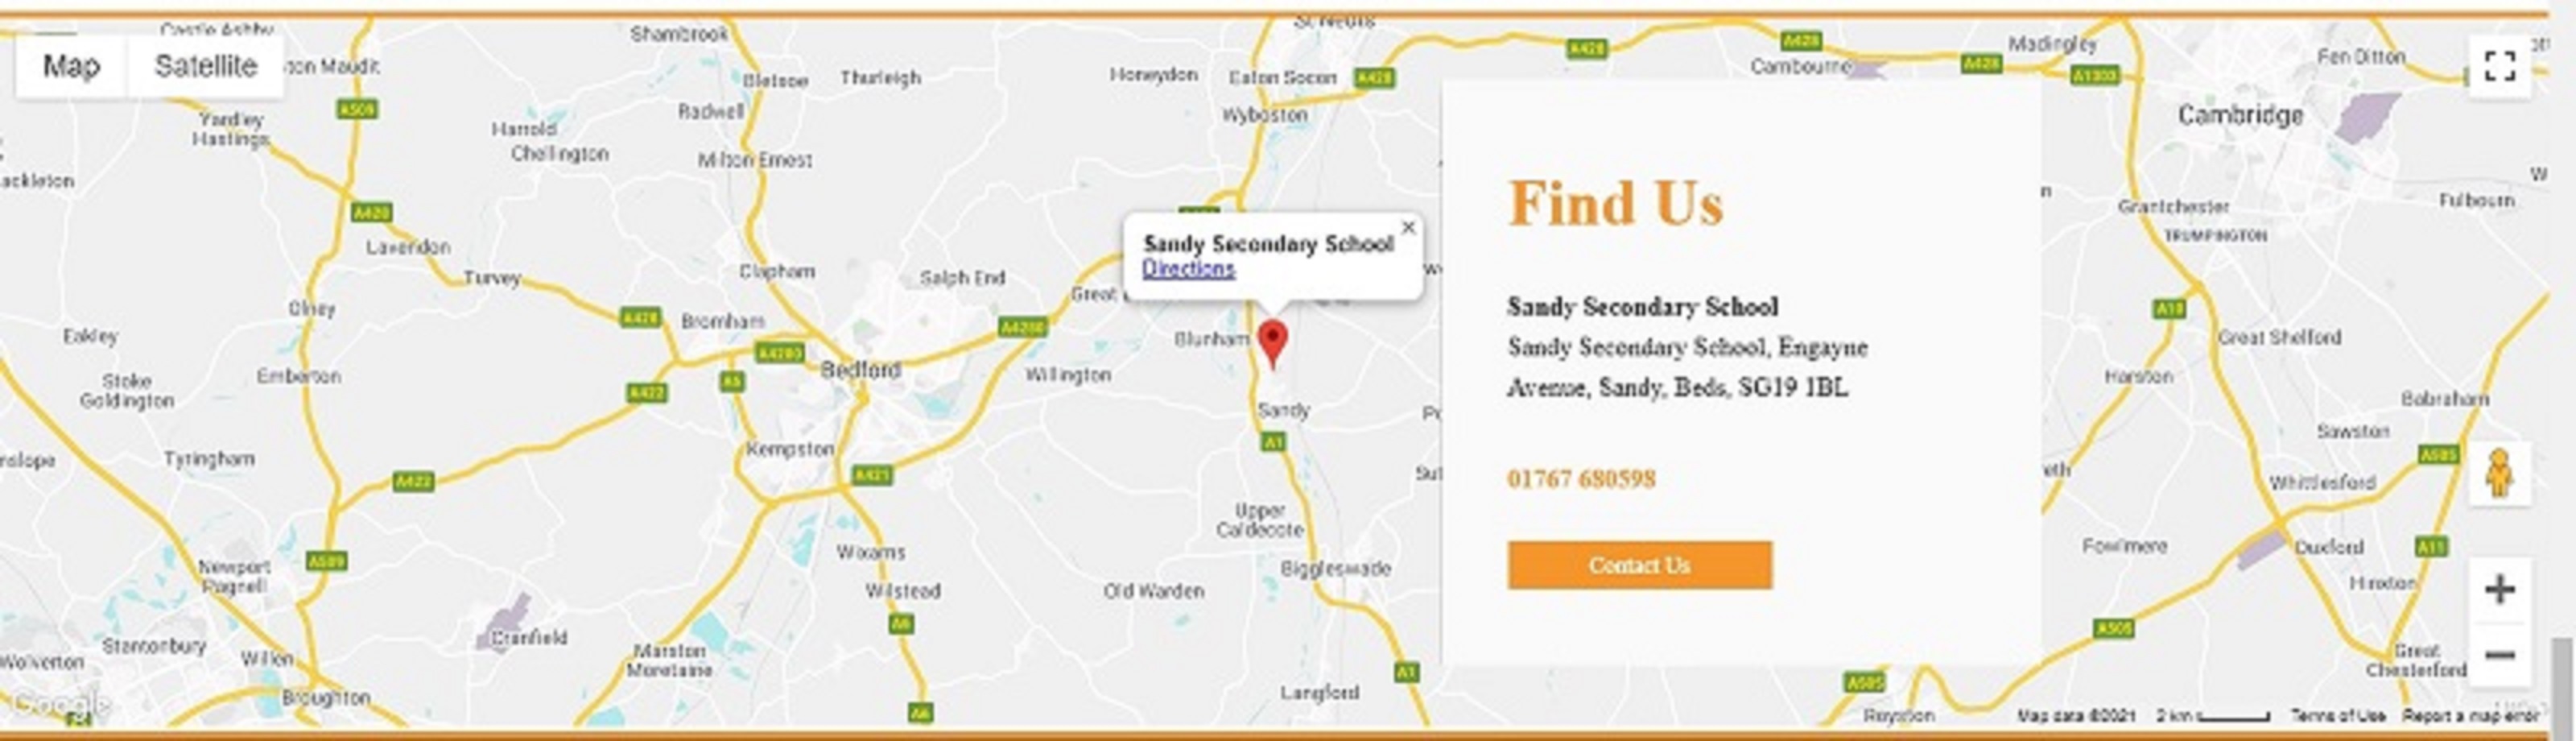 Castle Ashby
Map
Satellite
ton Maudit
A509
Yardley
Hastings
ackleton
A428
Lavendon
Turvey
Olney
Eakley
Emberton
Stoke
Goldington
nslope
Tyringham
A422
A509
Newport
Pagnell
Stantonbury
Wolverton
Willen
Broughton
Google
Sharnbrook
Bletsoe
Thurleigh
Radwell
Harrold
Chellington
Milton Ernest
Clapham
Salph End
A428
Bromham
A4280
A4280
Great
A422
A6
Bedford
Willington
Kempston
A421
Wixams
Wilstead
Cranfield
A6
Marston
Moretaine
A6
Old Warden
St Neots
Honeydon
Eaton Socon
A428
Wyboston
Sandy Secondary School
Directions
Blunham
Sandy
A1
Upper
Caldecote
Biggleswade
Langford
A1
A428
A428
Cambourne
A428
Madingley
A1303
Find Us
Sandy Secondary School
Sandy Secondary School, Engayne
Avenue, Sandy, Beds, SG19 1BL
01767 680598
Contact Us
Fen Ditton
Cambridge
Grantchester
Fulbourn
TRUMPINGTON
A10
Great Shelford
Harston
Babraham
Sawston
A505
Whittlesford
eth
Fowlmere
Duxford
A11
Hinxton
A505
Great
Chesterford
A505
Royston
Map data ©2021
2 km
Terms of Use
Report a map error